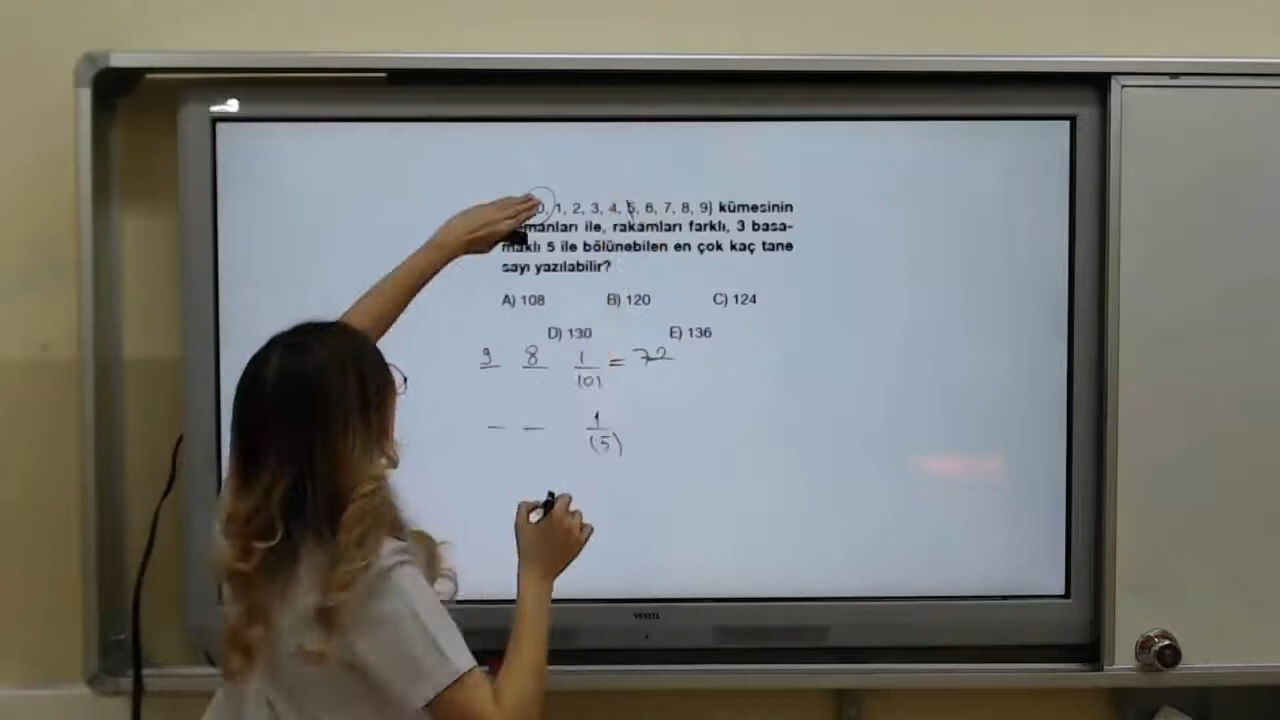 0, 1, 2, 3, 4, 5, 6, 7, 8, 9} kümesinin
ile, rakamları farklı, 3 basa-
maklı 5 ile bölünebilen en çok kaç tane
sayı yazılabilir?
A) 108 B) 120 C) 124
D) 130 E) 136
9 8 1 = 72
(0)
1
(5)
VESTEL